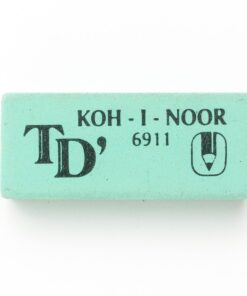 KOH - I - NOOR
TD' 6911